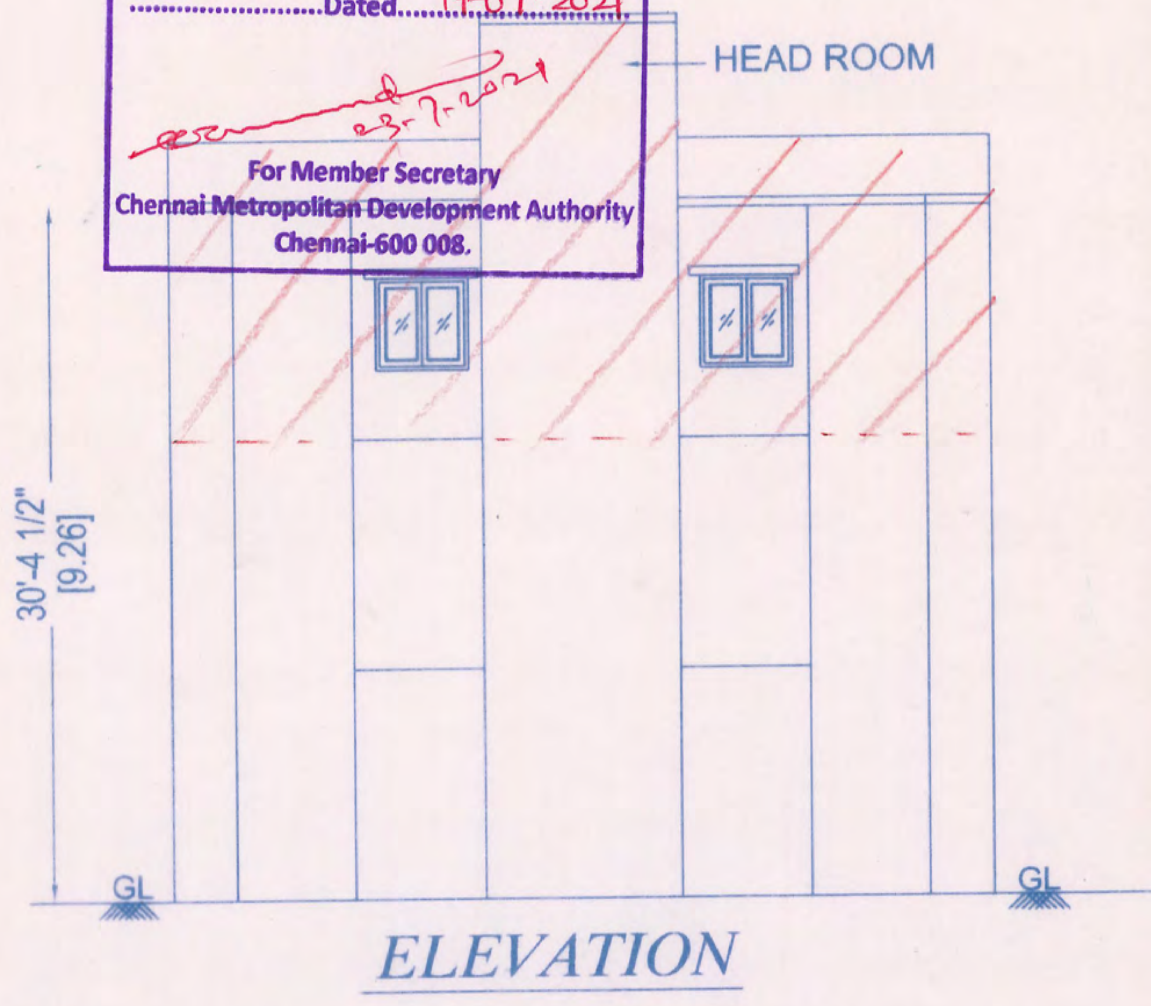 ........................Dated........................
HEAD ROOM
23-7-2021
For Member Secretary
Chennai Metropolitan Development Authority
Chennai-600 008.
30'-4 1/2"
[9.26]
GL
GL
ELEVATION